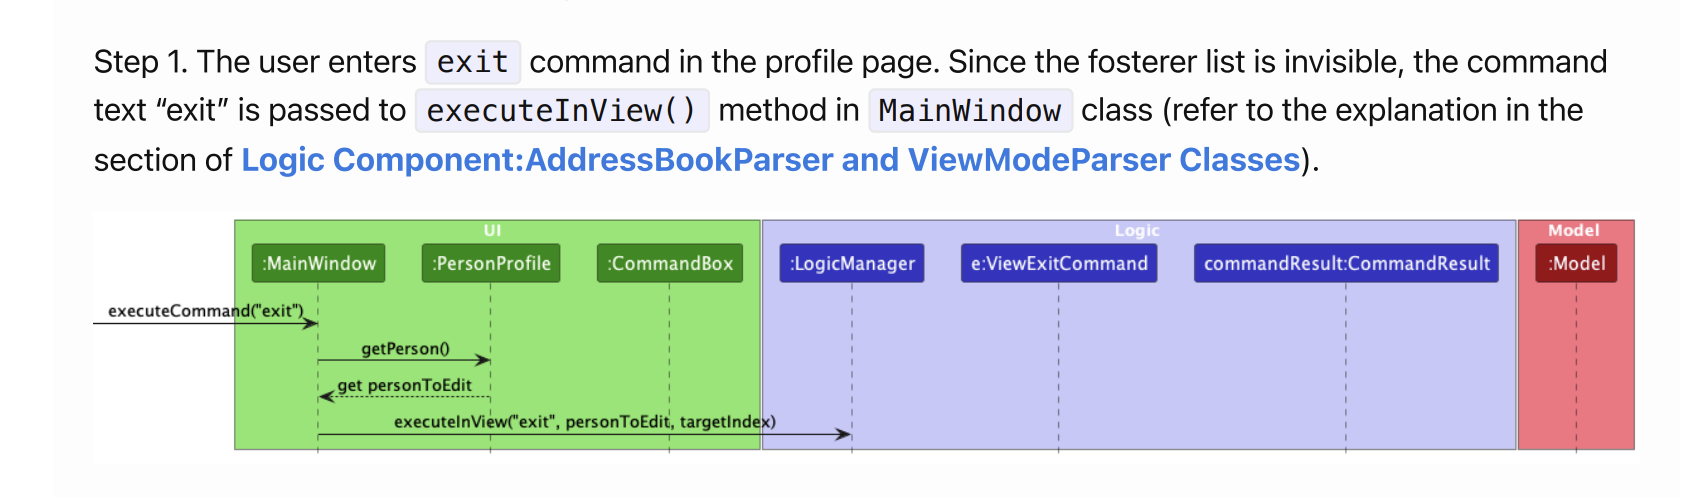 Step 1. The user enters exit command in the profile page. Since the fosterer list is invisible, the command
text “exit” is passed to executeInView() method in MainWindow class (refer to the explanation in the
section of Logic Component:AddressBookParser and ViewModeParser Classes).
UI Logic Model
:MainWindow :PersonProfile :CommandBox :LogicManager e:ViewExitCommand commandResult:CommandResult :Model
executeCommand("exit")
getPerson()
get personToEdit
executeInView("exit", personToEdit, targetIndex)